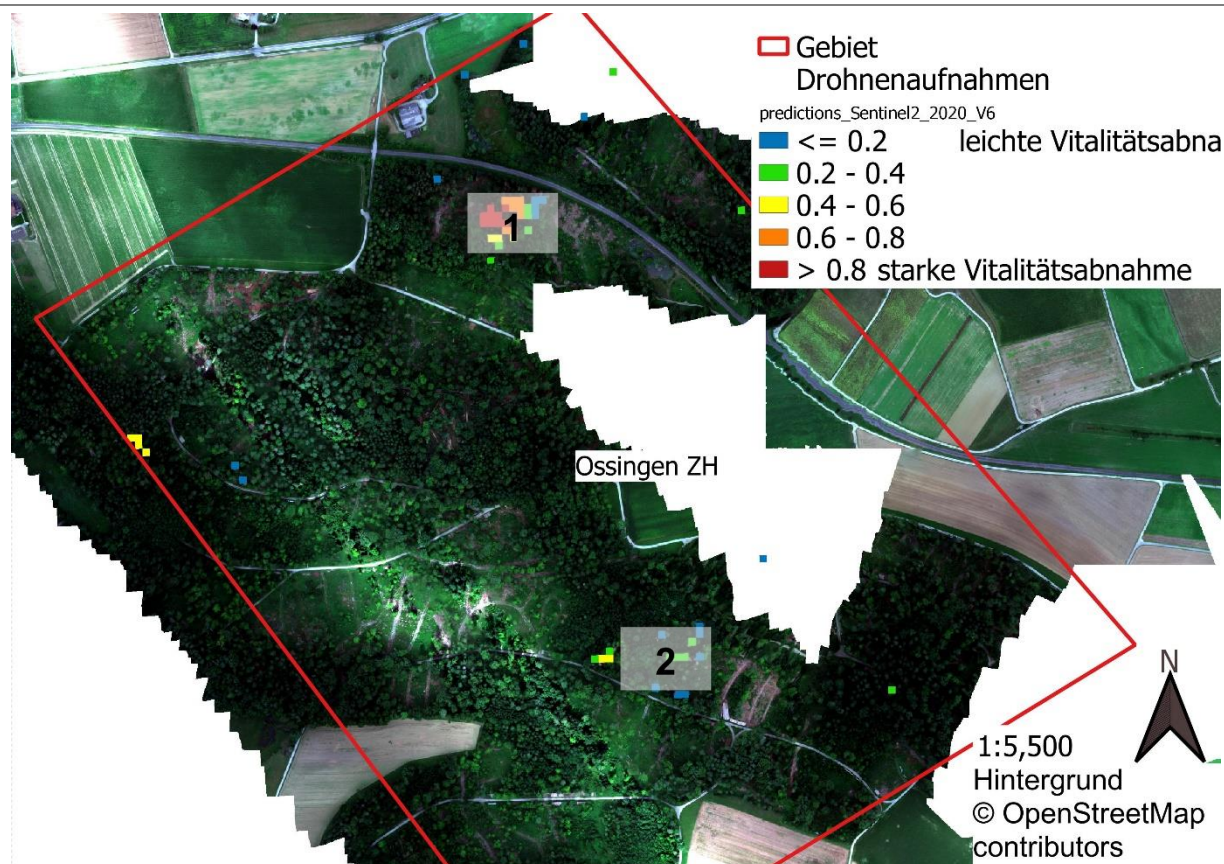 Gebiet
Drohnenaufnahmen
predictions_Sentinel2_2020_V6
<= 0.2 leichte Vitalitätsabna
0.2 - 0.4
0.4 - 0.6
0.6 - 0.8
> 0.8 starke Vitalitätsabnahme
1
Ossingen ZH
2
N
1:5,500
Hintergrund
© OpenStreetMap
contributors